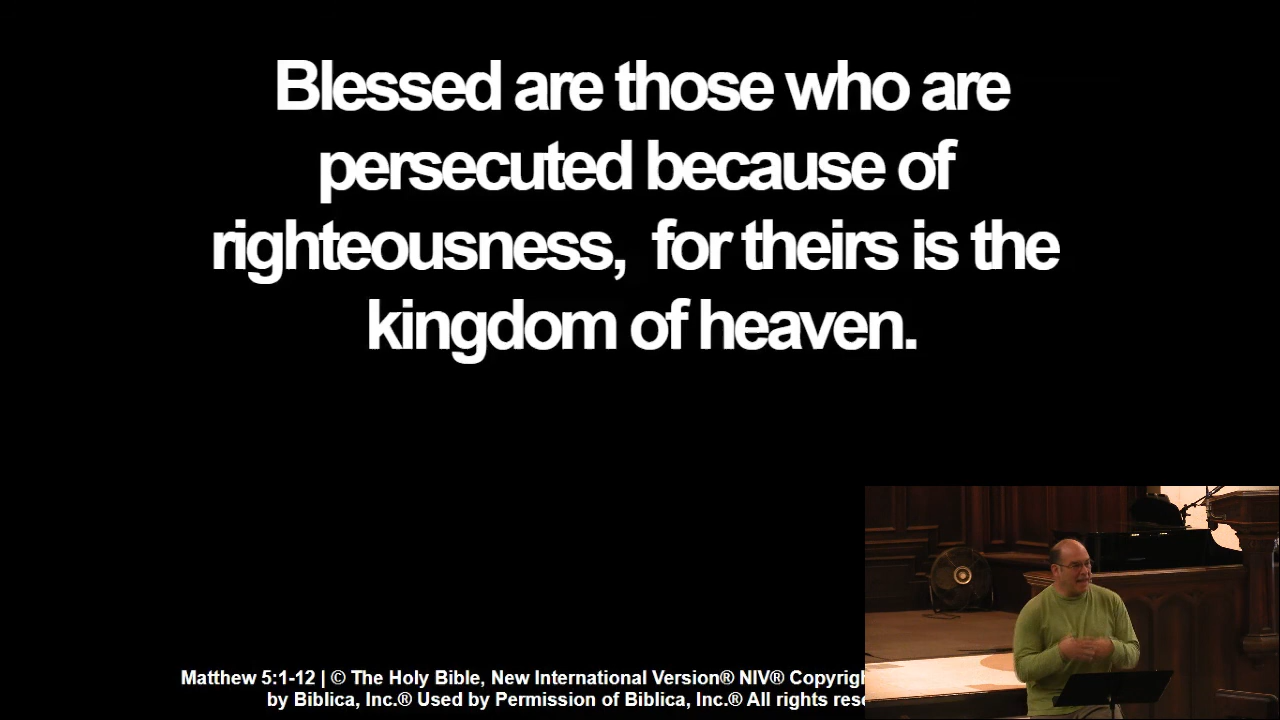 Blessed are those who are
persecuted because of
righteousness,  for theirs is the
kingdom of heaven.
Matthew 5:1-12 | © The Holy Bible, New International Version® NIV®
by Biblica, Inc.® Used by Permission of Biblica, Inc.® All rights